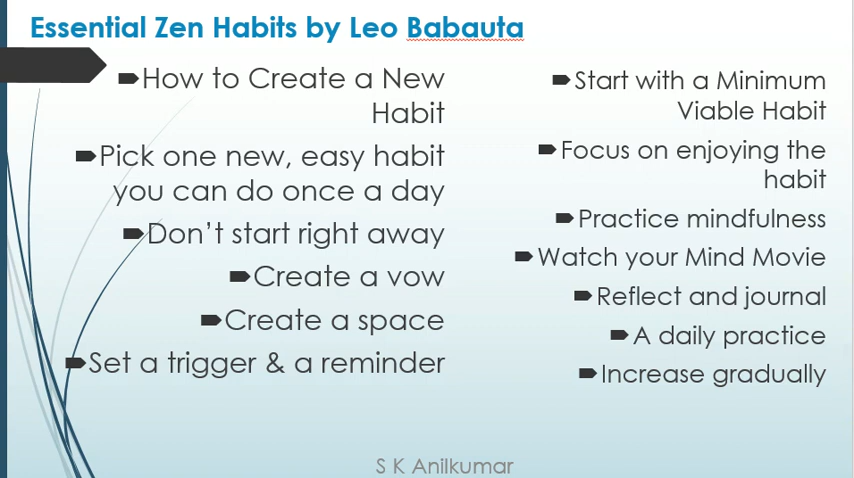 Essential Zen Habits by Leo Babauta
How to Create a New
Habit
Pick one new, easy habit
you can do once a day
Don’t start right away
Create a vow
Create a space
Set a trigger & a reminder
Start with a Minimum
Viable Habit
Focus on enjoying the
habit
Practice mindfulness
Watch your Mind Movie
Reflect and journal
A daily practice
Increase gradually
S K Anilkumar